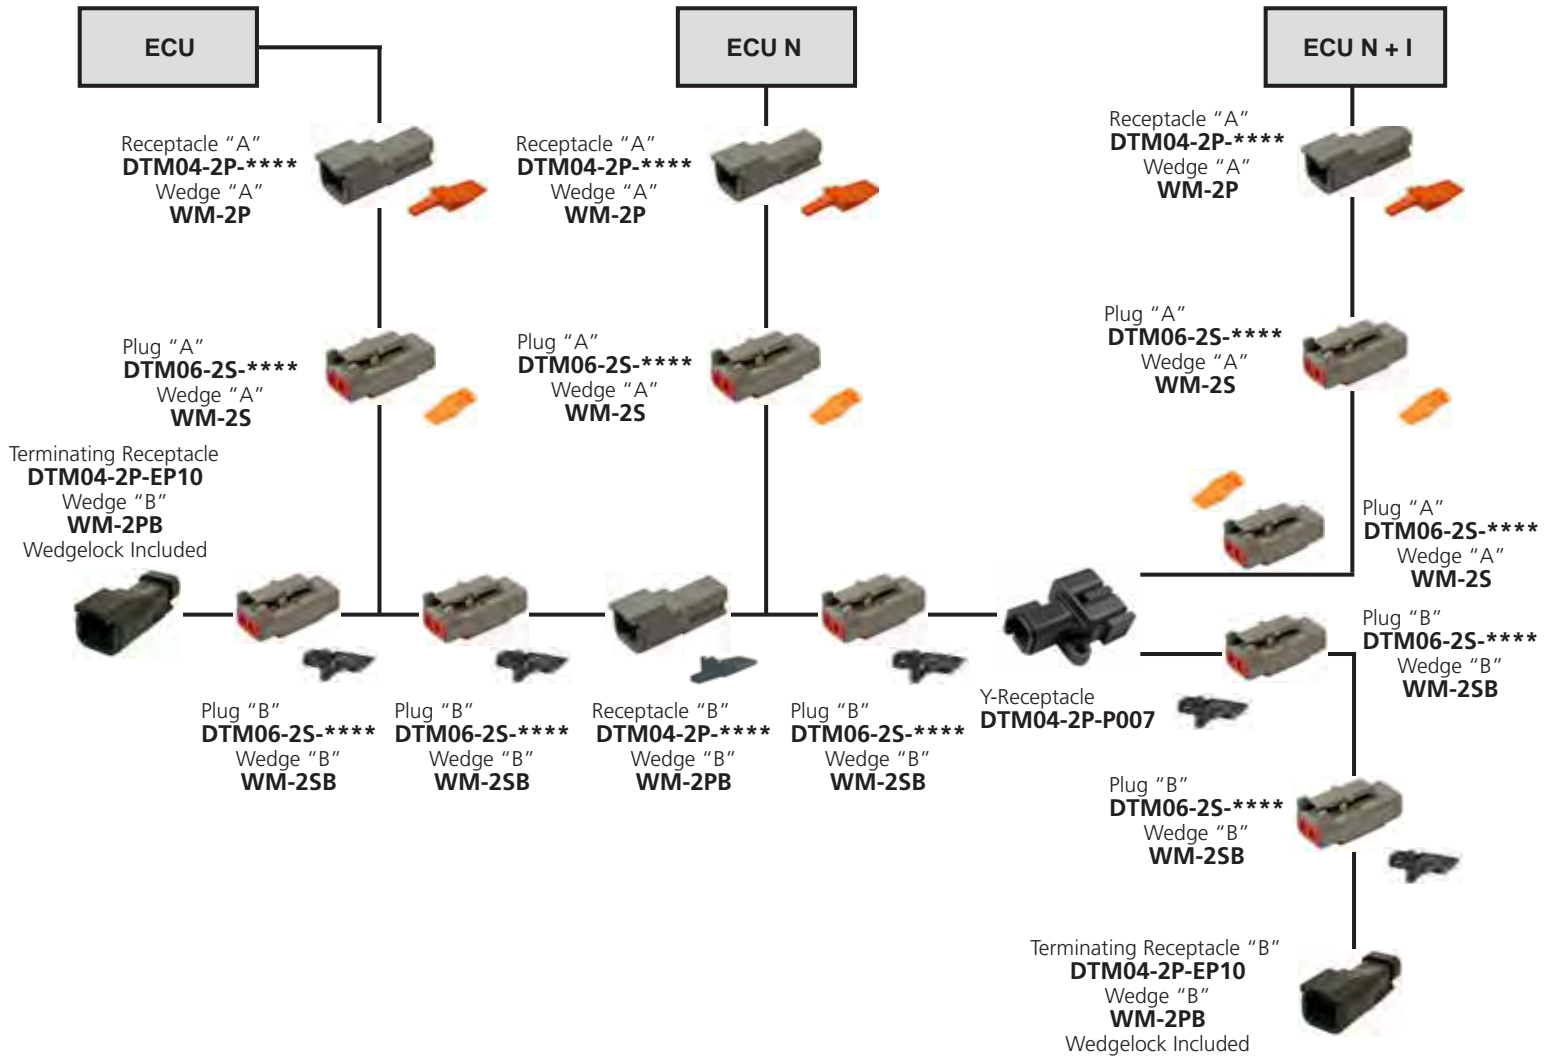 ECU
ECU N
ECU N + I
Receptacle “A”
DTM04-2P-****
Wedge “A”
WM-2P
Receptacle “A”
DTM04-2P-****
Wedge “A”
WM-2P
Receptacle “A”
DTM04-2P-****
Wedge “A”
WM-2P
Plug “A”
DTM06-2S-****
Wedge “A”
WM-2S
Plug “A”
DTM06-2S-****
Wedge “A”
WM-2S
Plug “A”
DTM06-2S-****
Wedge “A”
WM-2S
Terminating Receptacle
DTM04-2P-EP10
Wedge “B”
WM-2PB
Wedgelock Included
Plug “A”
DTM06-2S-****
Wedge “A”
WM-2S
Plug “B”
DTM06-2S-****
Wedge “B”
WM-2SB
Plug “B”
DTM06-2S-****
Wedge “B”
WM-2SB
Plug “B”
DTM06-2S-****
Wedge “B”
WM-2SB
Receptacle “B”
DTM04-2P-****
Wedge “B”
WM-2PB
Plug “B”
DTM06-2S-****
Wedge “B”
WM-2SB
Y-Receptacle
DTM04-2P-P007
Plug “B”
DTM06-2S-****
Wedge “B”
WM-2SB
Terminating Receptacle “B”
DTM04-2P-EP10
Wedge “B”
WM-2PB
Wedgelock Included